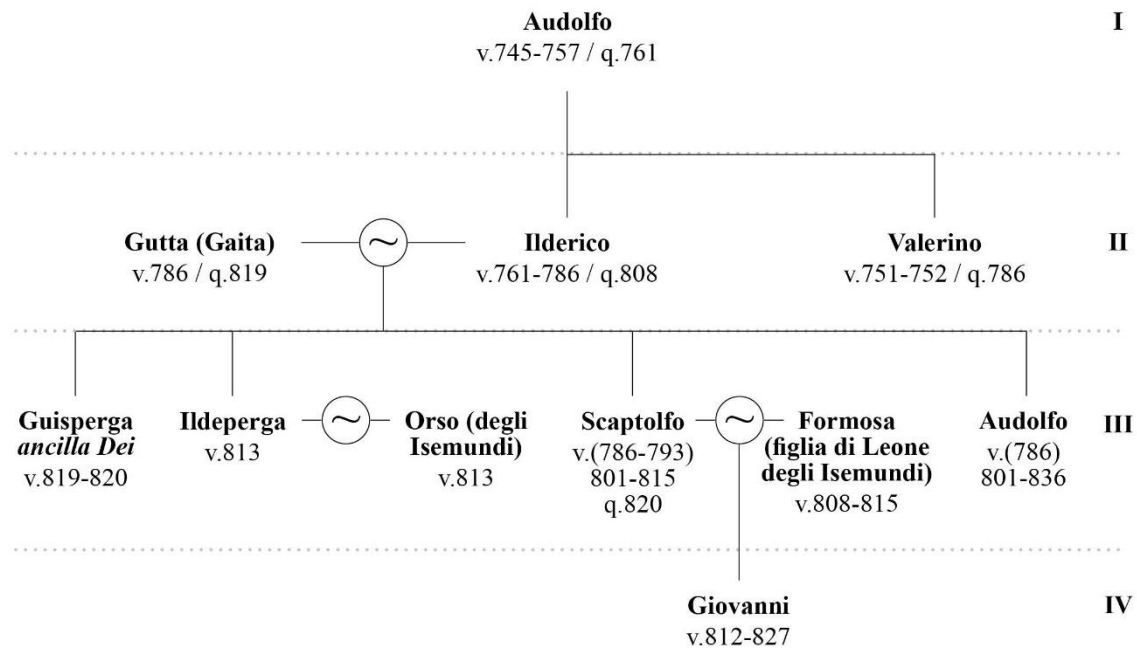 Audolfo
v.745-757 / q.761
I
Gutta (Gaita)
v.786 / q.819
~
Ilderico
v.761-786 / q.808
Valerino
v.751-752 / q.786
II
Guisperga
ancilla Dei
v.819-820
Ildeperga
v.813
~
Orso (degli
Isemundi)
v.813
Scaptolfo
v.(786-793)
801-815
q.820
~
Formosa
(figlia di Leone
degli Isemundi)
v.808-815
Audolfo
v.(786)
801-836
III
Giovanni
v.812-827
IV